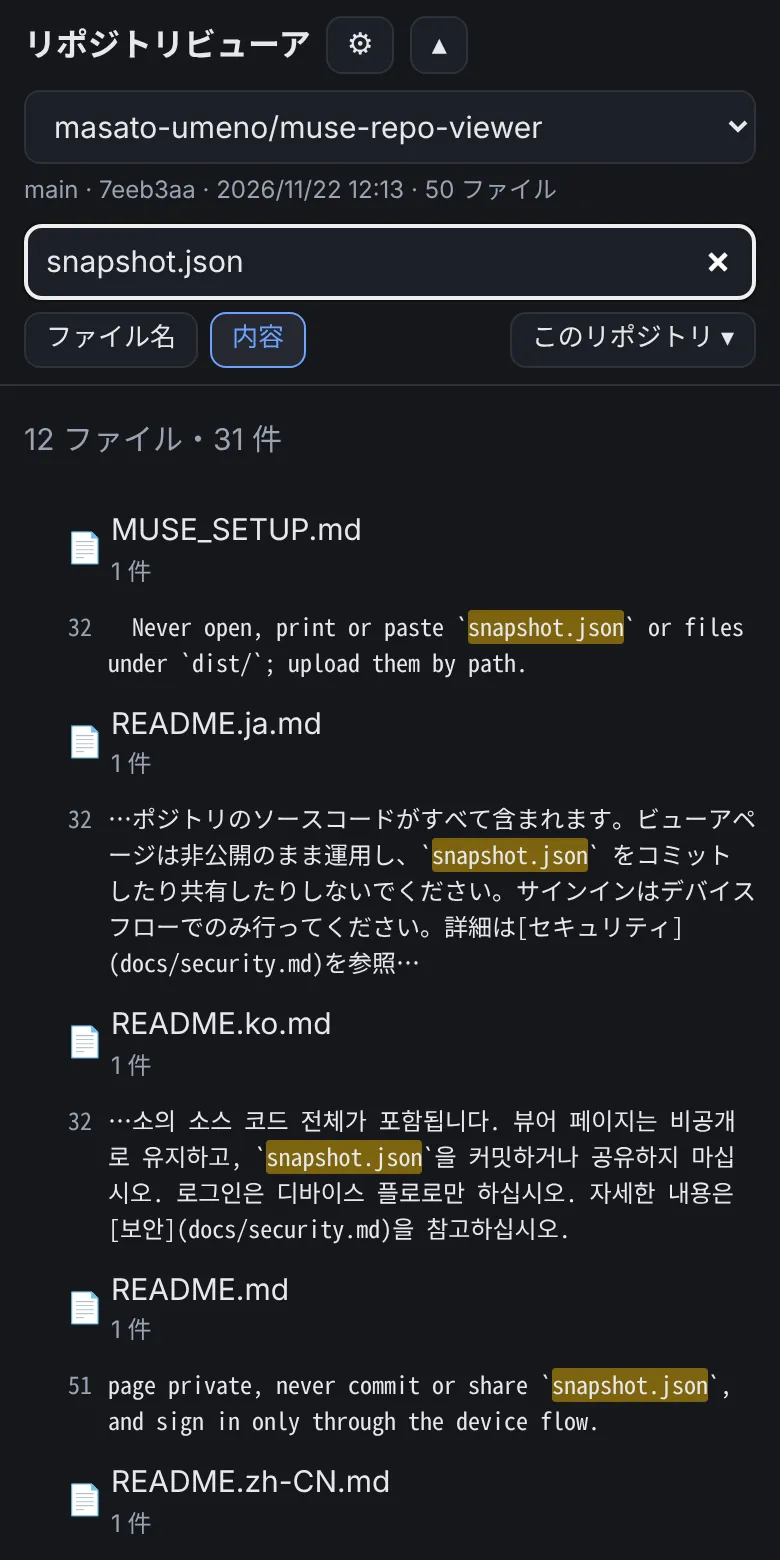 リポジトリビューア ⚙ ▲
masato-umeno/muse-repo-viewer
main · 7eeb3aa · 2026/11/22 12:13 · 50 ファイル
snapshot.json ×
ファイル名 内容 このリポジトリ ▾
12 ファイル・31 件
MUSE_SETUP.md
1 件
32 Never open, print or paste `snapshot.json` or files
under `dist/`; upload them by path.
README.ja.md
1 件
32 …ポジトリのソースコードがすべて含まれます。ビューアペ
ージは非公開のまま運用し、`snapshot.json` をコミット
したり共有したりしないでください。サインインはデバイス
フローでのみ行ってください。詳細は[セキュリティ]
(docs/security.md)を参照…
README.ko.md
1 件
32 …소의 소스 코드 전체가 포함됩니다. 뷰어 페이지는 비공개
로 유지하고, `snapshot.json`을 커밋하거나 공유하지 마십
시오. 로그인은 디바이스 플로로만 하십시오. 자세한 내용은
[보안](docs/security.md)을 참고하십시오.
README.md
1 件
51 page private, never commit or share `snapshot.json`,
and sign in only through the device flow.
README.zh-CN.md
1 件